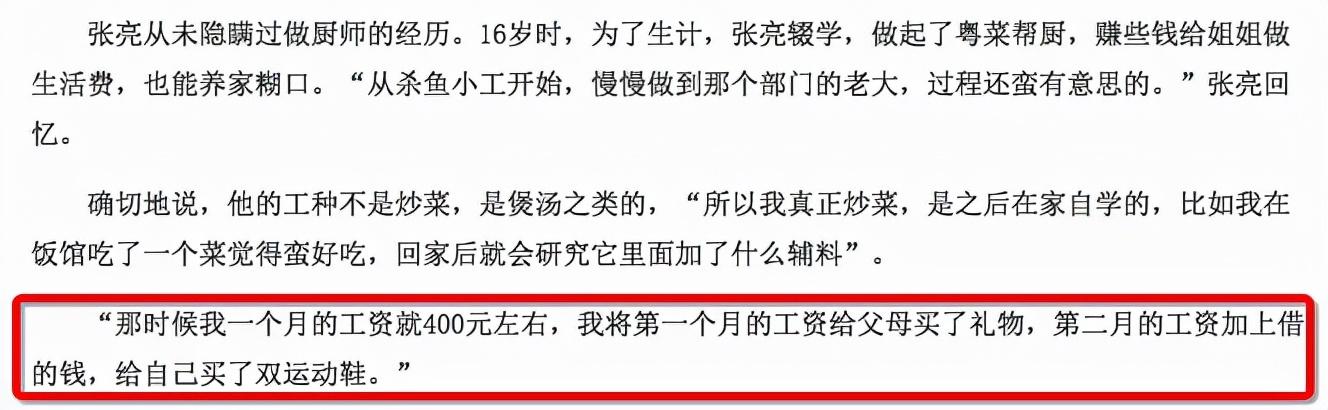 张亮从未隐瞒过做厨师的经历。16岁时，为了生计，张亮辍学，做起了粤菜帮厨，赚些钱给姐姐做
生活费，也能养家糊口。“从杀鱼小工开始，慢慢做到那个部门的老大，过程还蛮有意思的。”张亮回
忆。
确切地说，他的工种不是炒菜，是煲汤之类的，“所以我真正炒菜，是之后在家自学的，比如我在
饭馆吃了一个菜觉得蛮好吃，回家后就会研究它里面加了什么辅料”。
“那时候我一个月的工资就400元左右，我将第一个月的工资给父母买了礼物，第二月的工资加上借
的钱，给自己买了双运动鞋。”